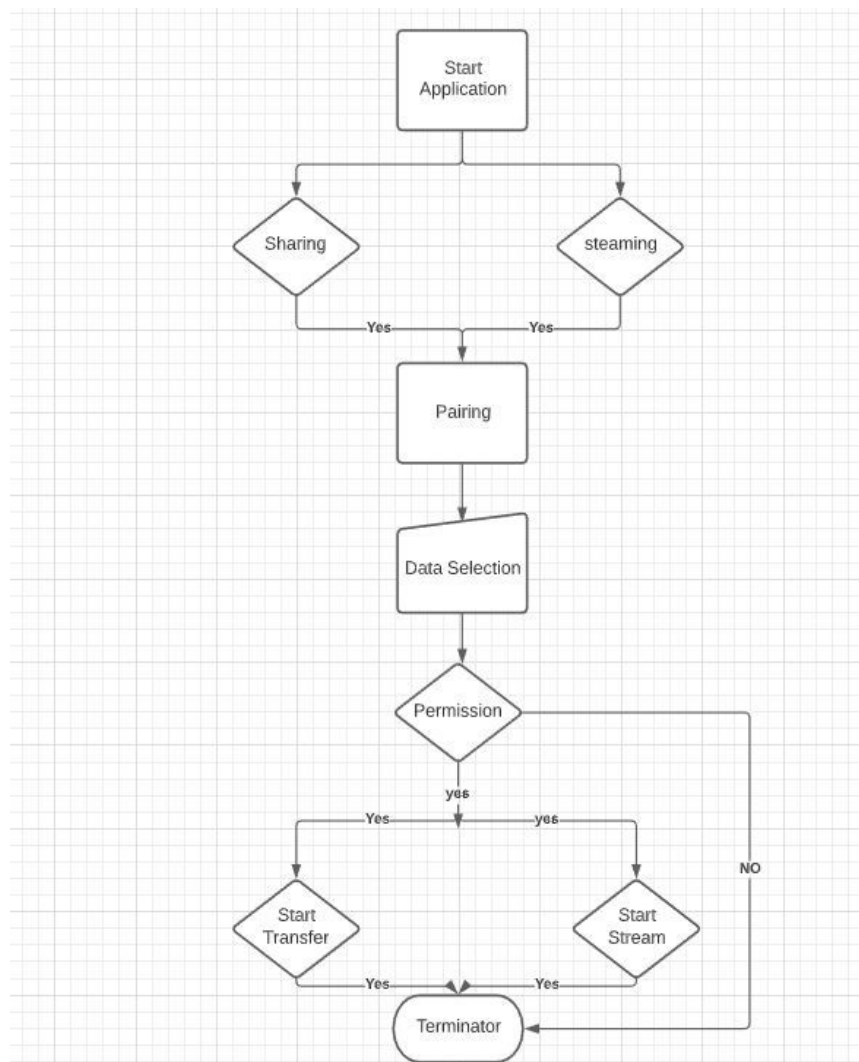 Start
Application
Sharing
steaming
Yes
Yes
Pairing
Data Selection
Permission
yes
Yes
yes
NO
Start
Transfer
Start
Stream
Yes
Yes
Terminator